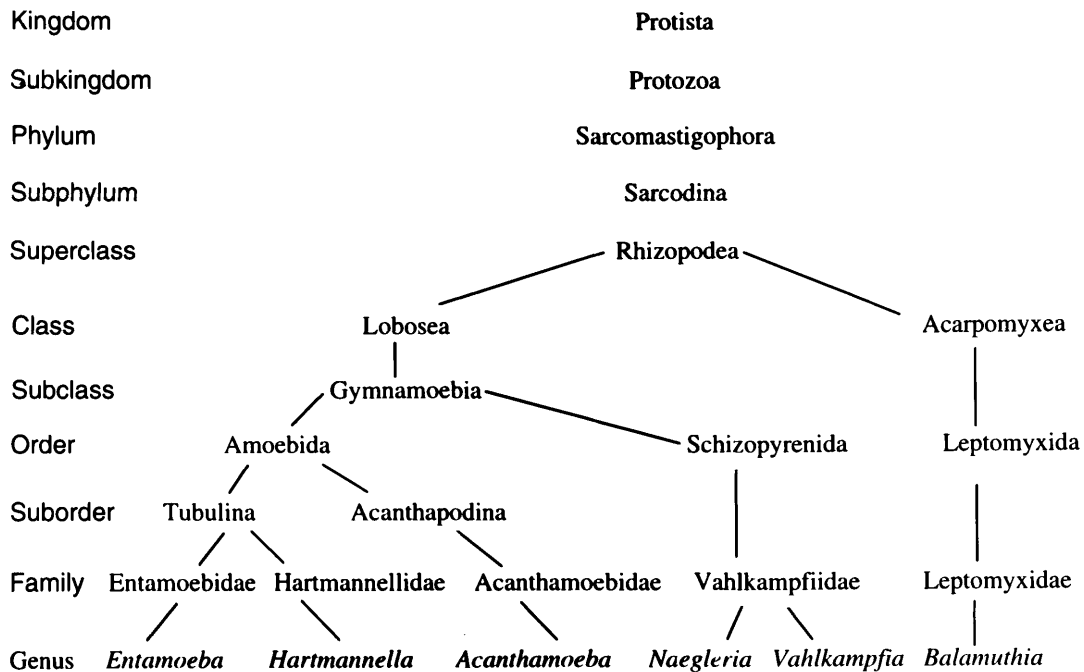 Kingdom Protista
Subkingdom Protozoa
Phylum Sarcomastigophora
Subphylum Sarcodina
Superclass Rhizopodea
Class Lobosea Acarpomyxea
Subclass Gymnamoebia
Order Amoebida Schizopyrenida Leptomyxida
Suborder Tubulina Acanthapodina
Family Entamoebidae Hartmannellidae Acanthamoebidae Vahlkampfiidae Leptomyxidae
Genus Entamoeba Hartmannella Acanthamoeba Naegleria Vahlkampfia Balamuthia